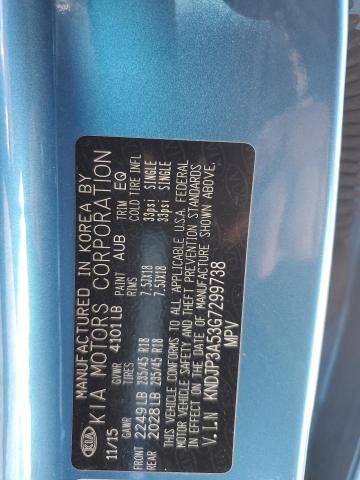 KIA
MANUFACTURED IN KOREA BY
KIA MOTORS CORPORATION
11/15 GVWR 4101LB PAINT AUB TRIM EQ
GAWR TIRES RIMS COLD TIRE INFL
FRONT 2249LB 235/45 R18 7.5JX18 33psi SINGLE
REAR 2028LB 235/45 R18 7.5JX18 33psi SINGLE
THIS VEHICLE CONFORMS TO ALL APPLICABLE U.S.A. FEDERAL
MOTOR VEHICLE SAFETY AND THEFT PREVENTION STANDARDS
IN EFFECT ON THE DATE OF MANUFACTURE SHOWN ABOVE.
V.I.N KNDJP3A53G7299738
MPV